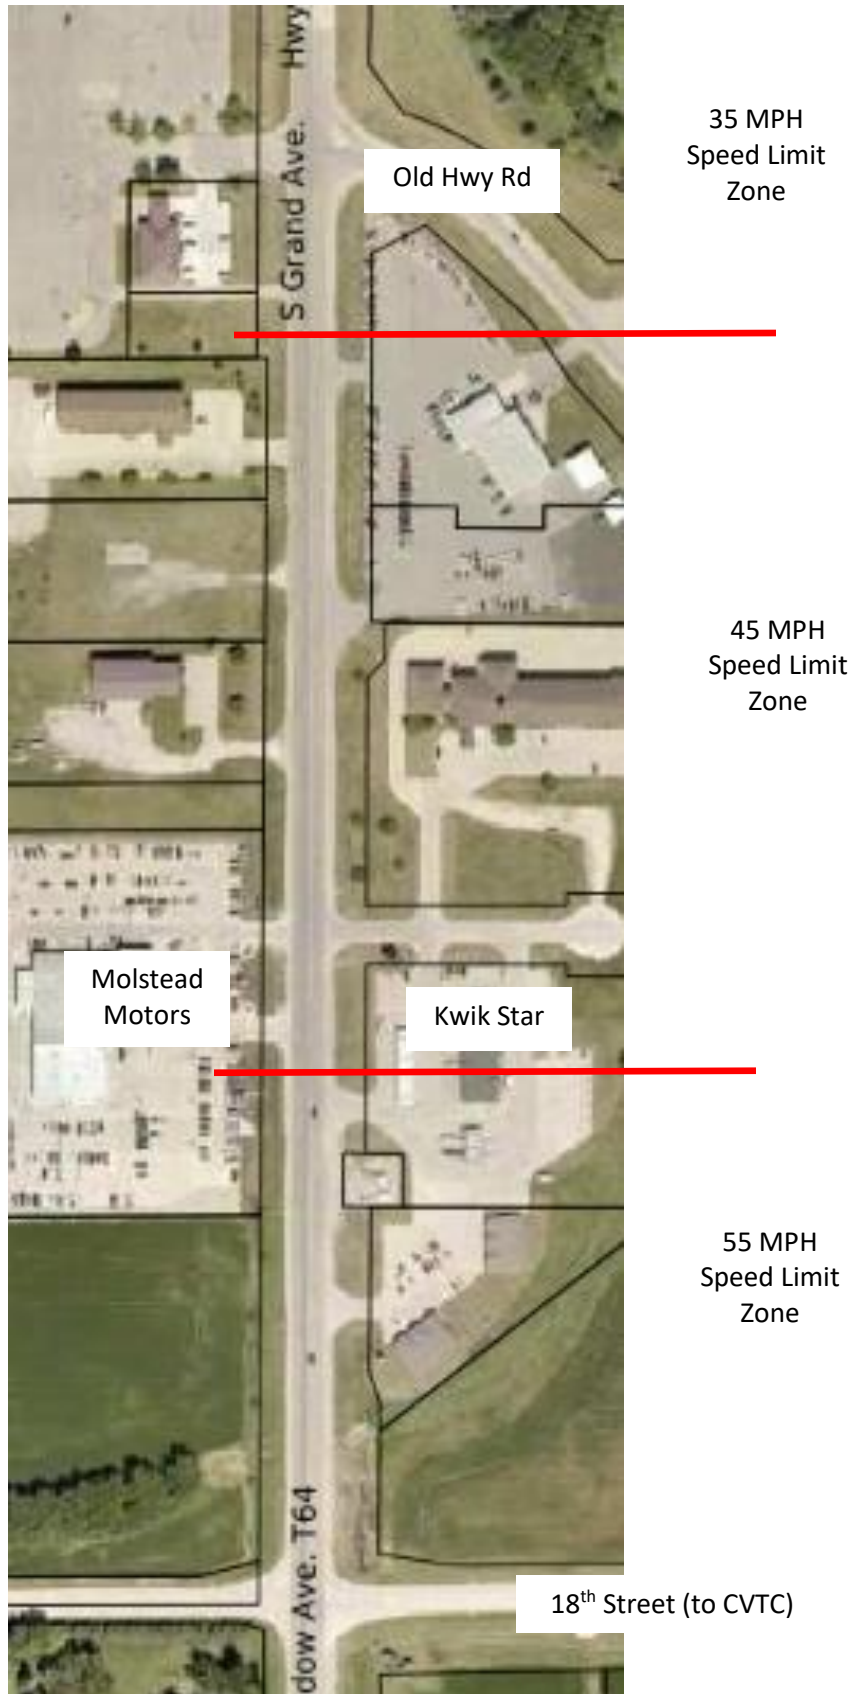 S Grand Ave. Hwy
35 MPH
Speed Limit
Zone
Old Hwy Rd
45 MPH
Speed Limit
Zone
Molstead
Motors
Kwik Star
55 MPH
Speed Limit
Zone
dow Ave. T64
18th Street (to CVTC)